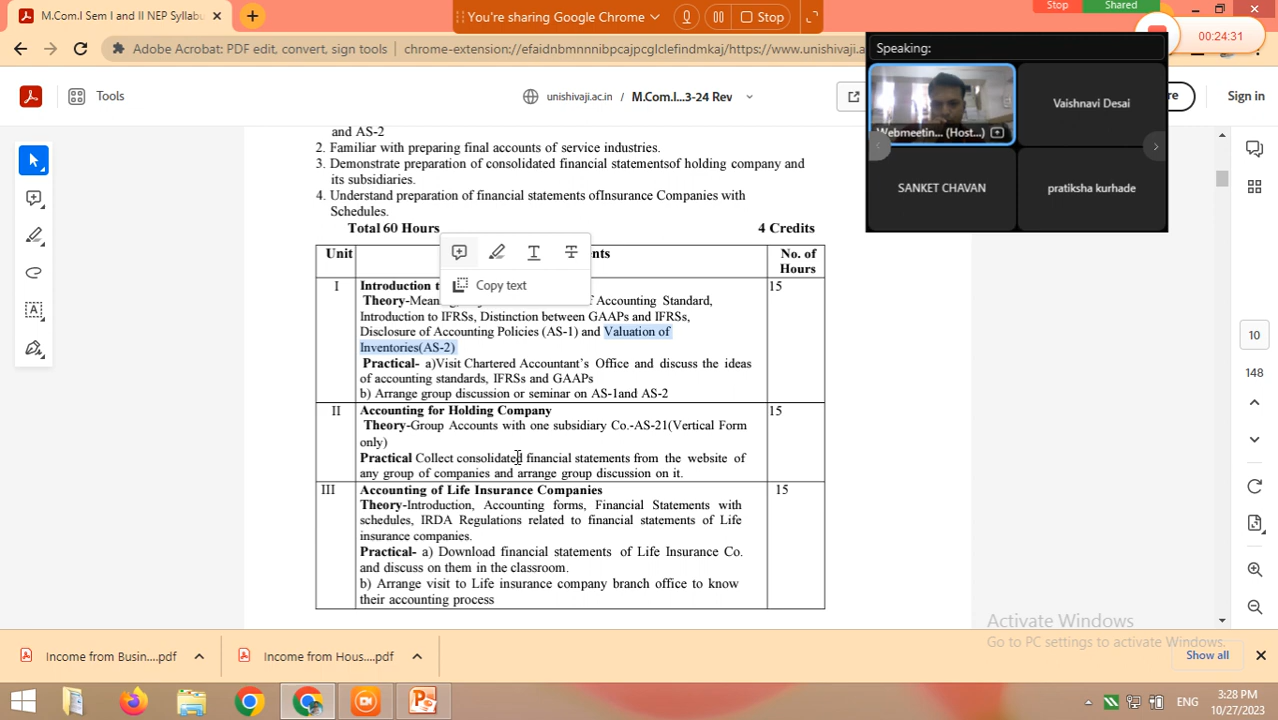 M.Com.I Sem I and II NEP Syllabu
You're sharing Google Chrome
Stop
Stop
Shared
00:24:31
Adobe Acrobat: PDF edit, convert, sign tools
chrome-extension://efaidnbmnnnibpcajpcglclefindmkaj/https://www.unishivaji.a
Speaking:
Webmeetin... (Host...)
Vaishnavi Desai
SANKET CHAVAN
pratiksha kurhade
Tools
unishivaji.ac.in / M.Com.I...3-24 Rev
re
Sign in
and AS-2
2. Familiar with preparing final accounts of service industries.
3. Demonstrate preparation of consolidated financial statementsof holding company and
its subsidiaries.
4. Understand preparation of financial statements ofInsurance Companies with
Schedules.
Total 60 Hours
4 Credits
Unit
nts
No. of
Hours
I
Introduction t
15
Theory-Mean
f Accounting Standard,
Introduction to IFRSs, Distinction between GAAPs and IFRSs,
Disclosure of Accounting Policies (AS-1) and Valuation of
Inventories(AS-2)
Practical- a)Visit Chartered Accountant's Office and discuss the ideas
of accounting standards, IFRSs and GAAPs
b) Arrange group discussion or seminar on AS-1and AS-2
II
Accounting for Holding Company
15
Theory-Group Accounts with one subsidiary Co.-AS-21(Vertical Form
only)
Practical Collect consolidated financial statements from the website of
any group of companies and arrange group discussion on it.
III
Accounting of Life Insurance Companies
15
Theory-Introduction, Accounting forms, Financial Statements with
schedules, IRDA Regulations related to financial statements of Life
insurance companies.
Practical- a) Download financial statements of Life Insurance Co.
and discuss on them in the classroom.
b) Arrange visit to Life insurance company branch office to know
their accounting process
Copy text
10
148
Activate Windows
Go to PC settings to activate Windows.
Income from Busin....pdf
Income from Hous....pdf
Show all
ENG
3:28 PM
10/27/2023